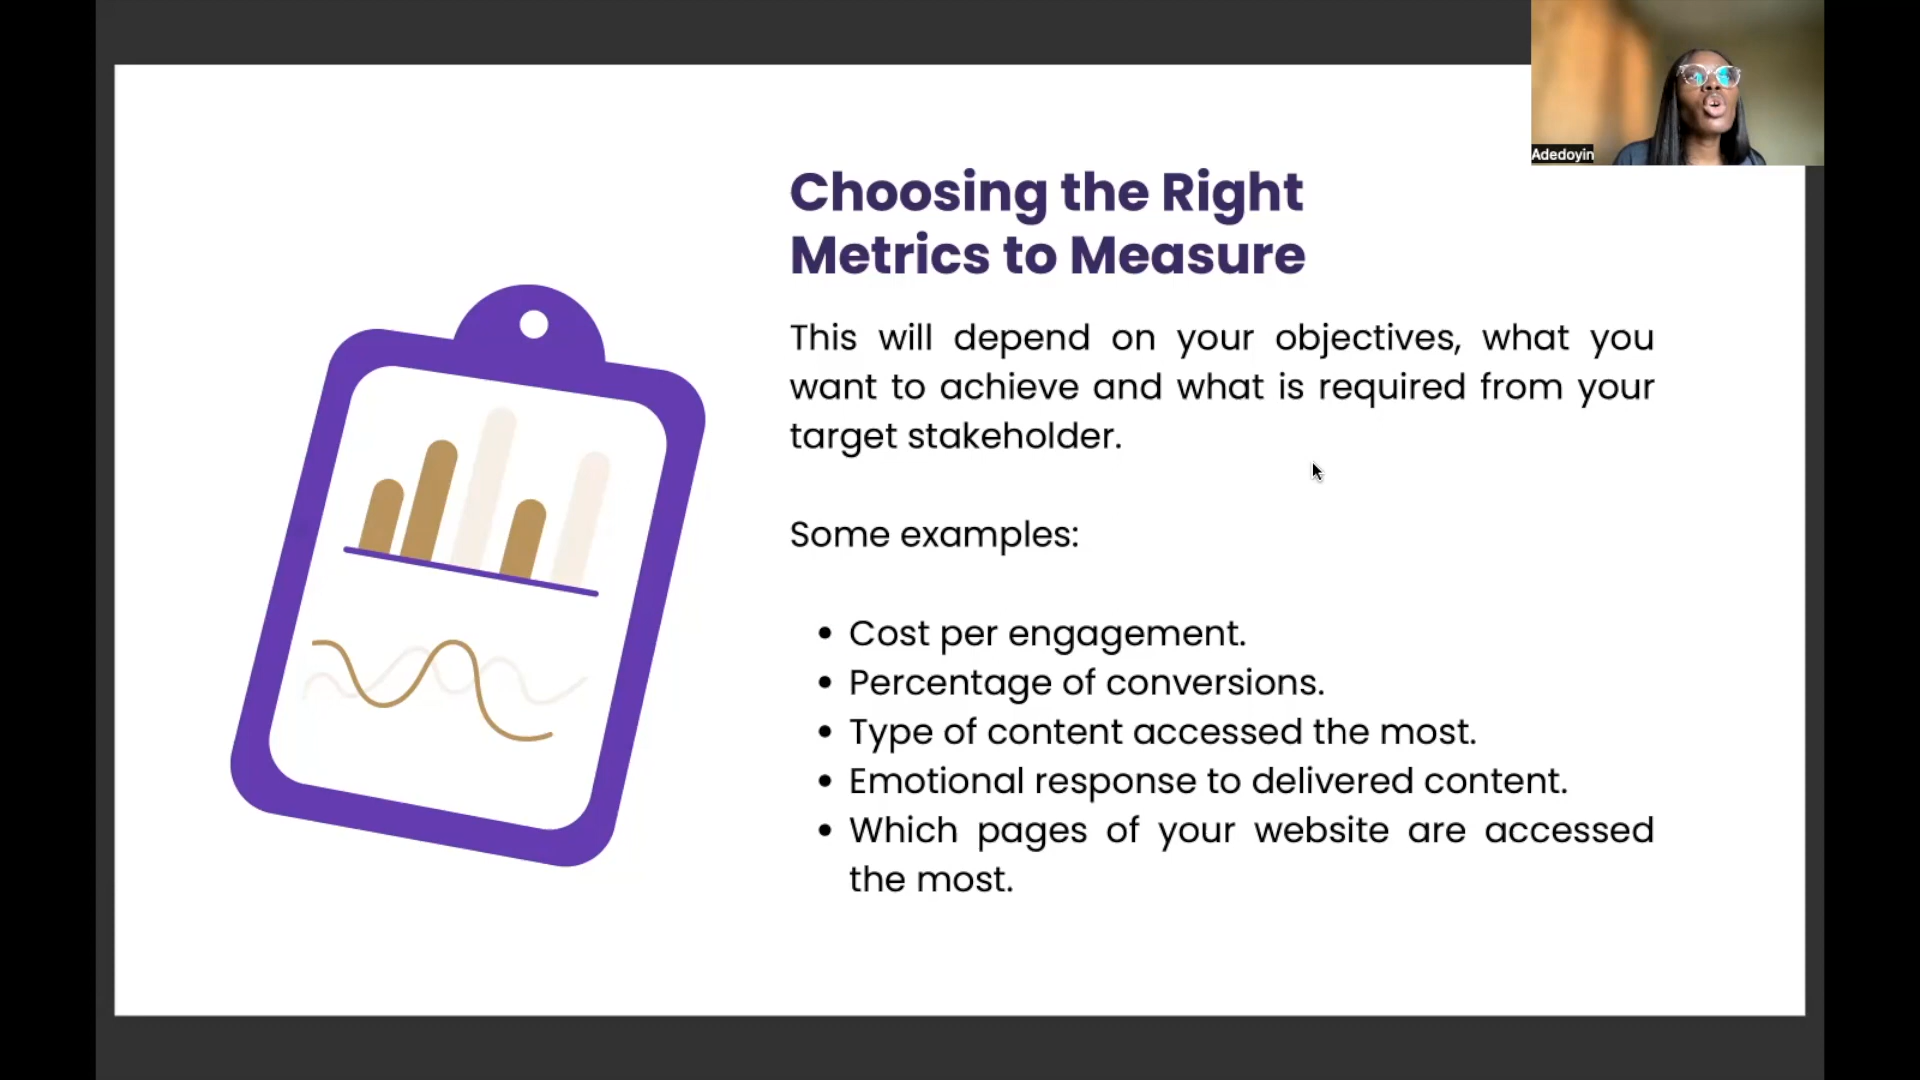 Adedoyin
Choosing the Right
Metrics to Measure
This will depend on your objectives, what you
want to achieve and what is required from your
target stakeholder.
Some examples:
• Cost per engagement.
• Percentage of conversions.
• Type of content accessed the most.
• Emotional response to delivered content.
• Which pages of your website are accessed
the most.